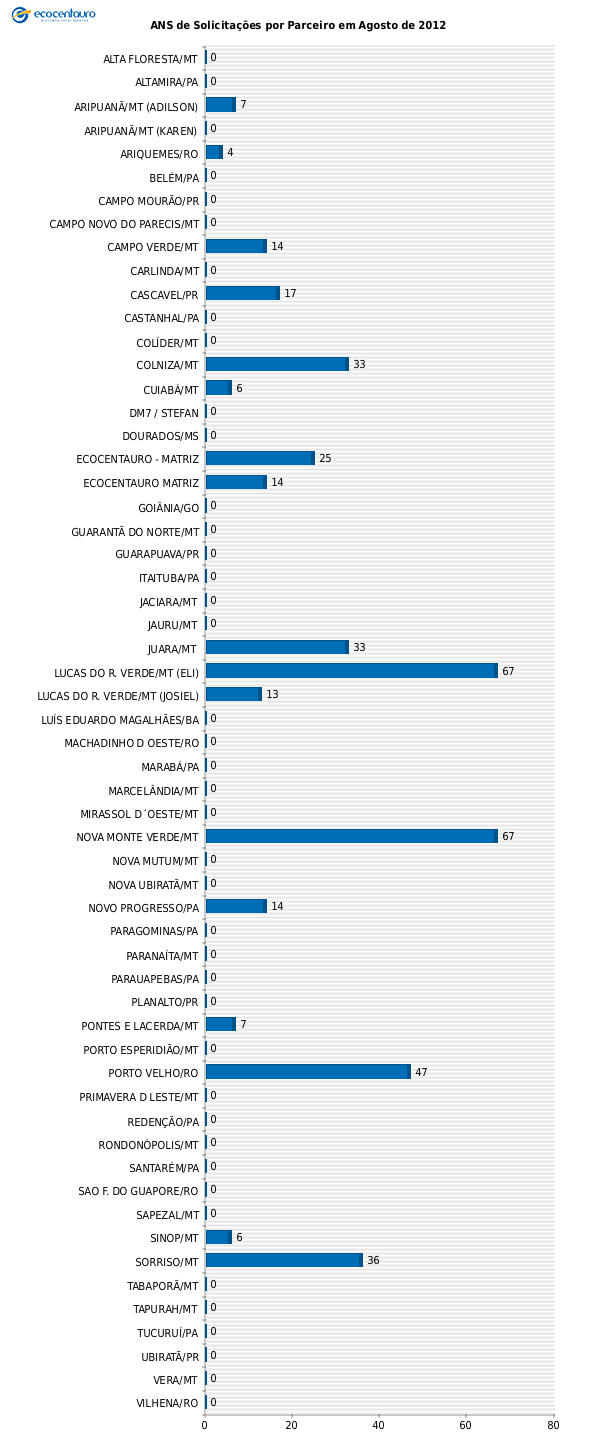 ecocentauro
ANS de Solicitações por Parceiro em Agosto de 2012
ALTA FLORESTA/MT 0
ALTAMIRA/PA 0
ARIPUANÃ/MT (ADILSON) 7
ARIPUANÃ/MT (KAREN) 0
ARIQUEMES/RO 4
BELÉM/PA 0
CAMPO MOURÃO/PR 0
CAMPO NOVO DO PARECIS/MT 0
CAMPO VERDE/MT 14
CARLINDA/MT 0
CASCAVEL/PR 17
CASTANHAL/PA 0
COLÍDER/MT 0
COLNIZA/MT 33
CUIABÁ/MT 6
DM7 / STEFAN 0
DOURADOS/MS 0
ECOCENTAURO - MATRIZ 25
ECOCENTAURO MATRIZ 14
GOIÂNIA/GO 0
GUARANTÃ DO NORTE/MT 0
GUARAPUAVA/PR 0
ITAITUBA/PA 0
JACIARA/MT 0
JAURU/MT 0
JUARA/MT 33
LUCAS DO R. VERDE/MT (ELI) 67
LUCAS DO R. VERDE/MT (JOSIEL) 13
LUÍS EDUARDO MAGALHÃES/BA 0
MACHADINHO D OESTE/RO 0
MARABÁ/PA 0
MARCELÂNDIA/MT 0
MIRASSOL D´OESTE/MT 0
NOVA MONTE VERDE/MT 67
NOVA MUTUM/MT 0
NOVA UBIRATÃ/MT 0
NOVO PROGRESSO/PA 14
PARAGOMINAS/PA 0
PARANAÍTA/MT 0
PARAUAPEBAS/PA 0
PLANALTO/PR 0
PONTES E LACERDA/MT 7
PORTO ESPERIDIÃO/MT 0
PORTO VELHO/RO 47
PRIMAVERA D LESTE/MT 0
REDENÇÃO/PA 0
RONDONÓPOLIS/MT 0
SANTARÉM/PA 0
SAO F. DO GUAPORE/RO 0
SAPEZAL/MT 0
SINOP/MT 6
SORRISO/MT 36
TABAPORÃ/MT 0
TAPURAH/MT 0
TUCURUÍ/PA 0
UBIRATÃ/PR 0
VERA/MT 0
VILHENA/RO 0
0 20 40 60 80